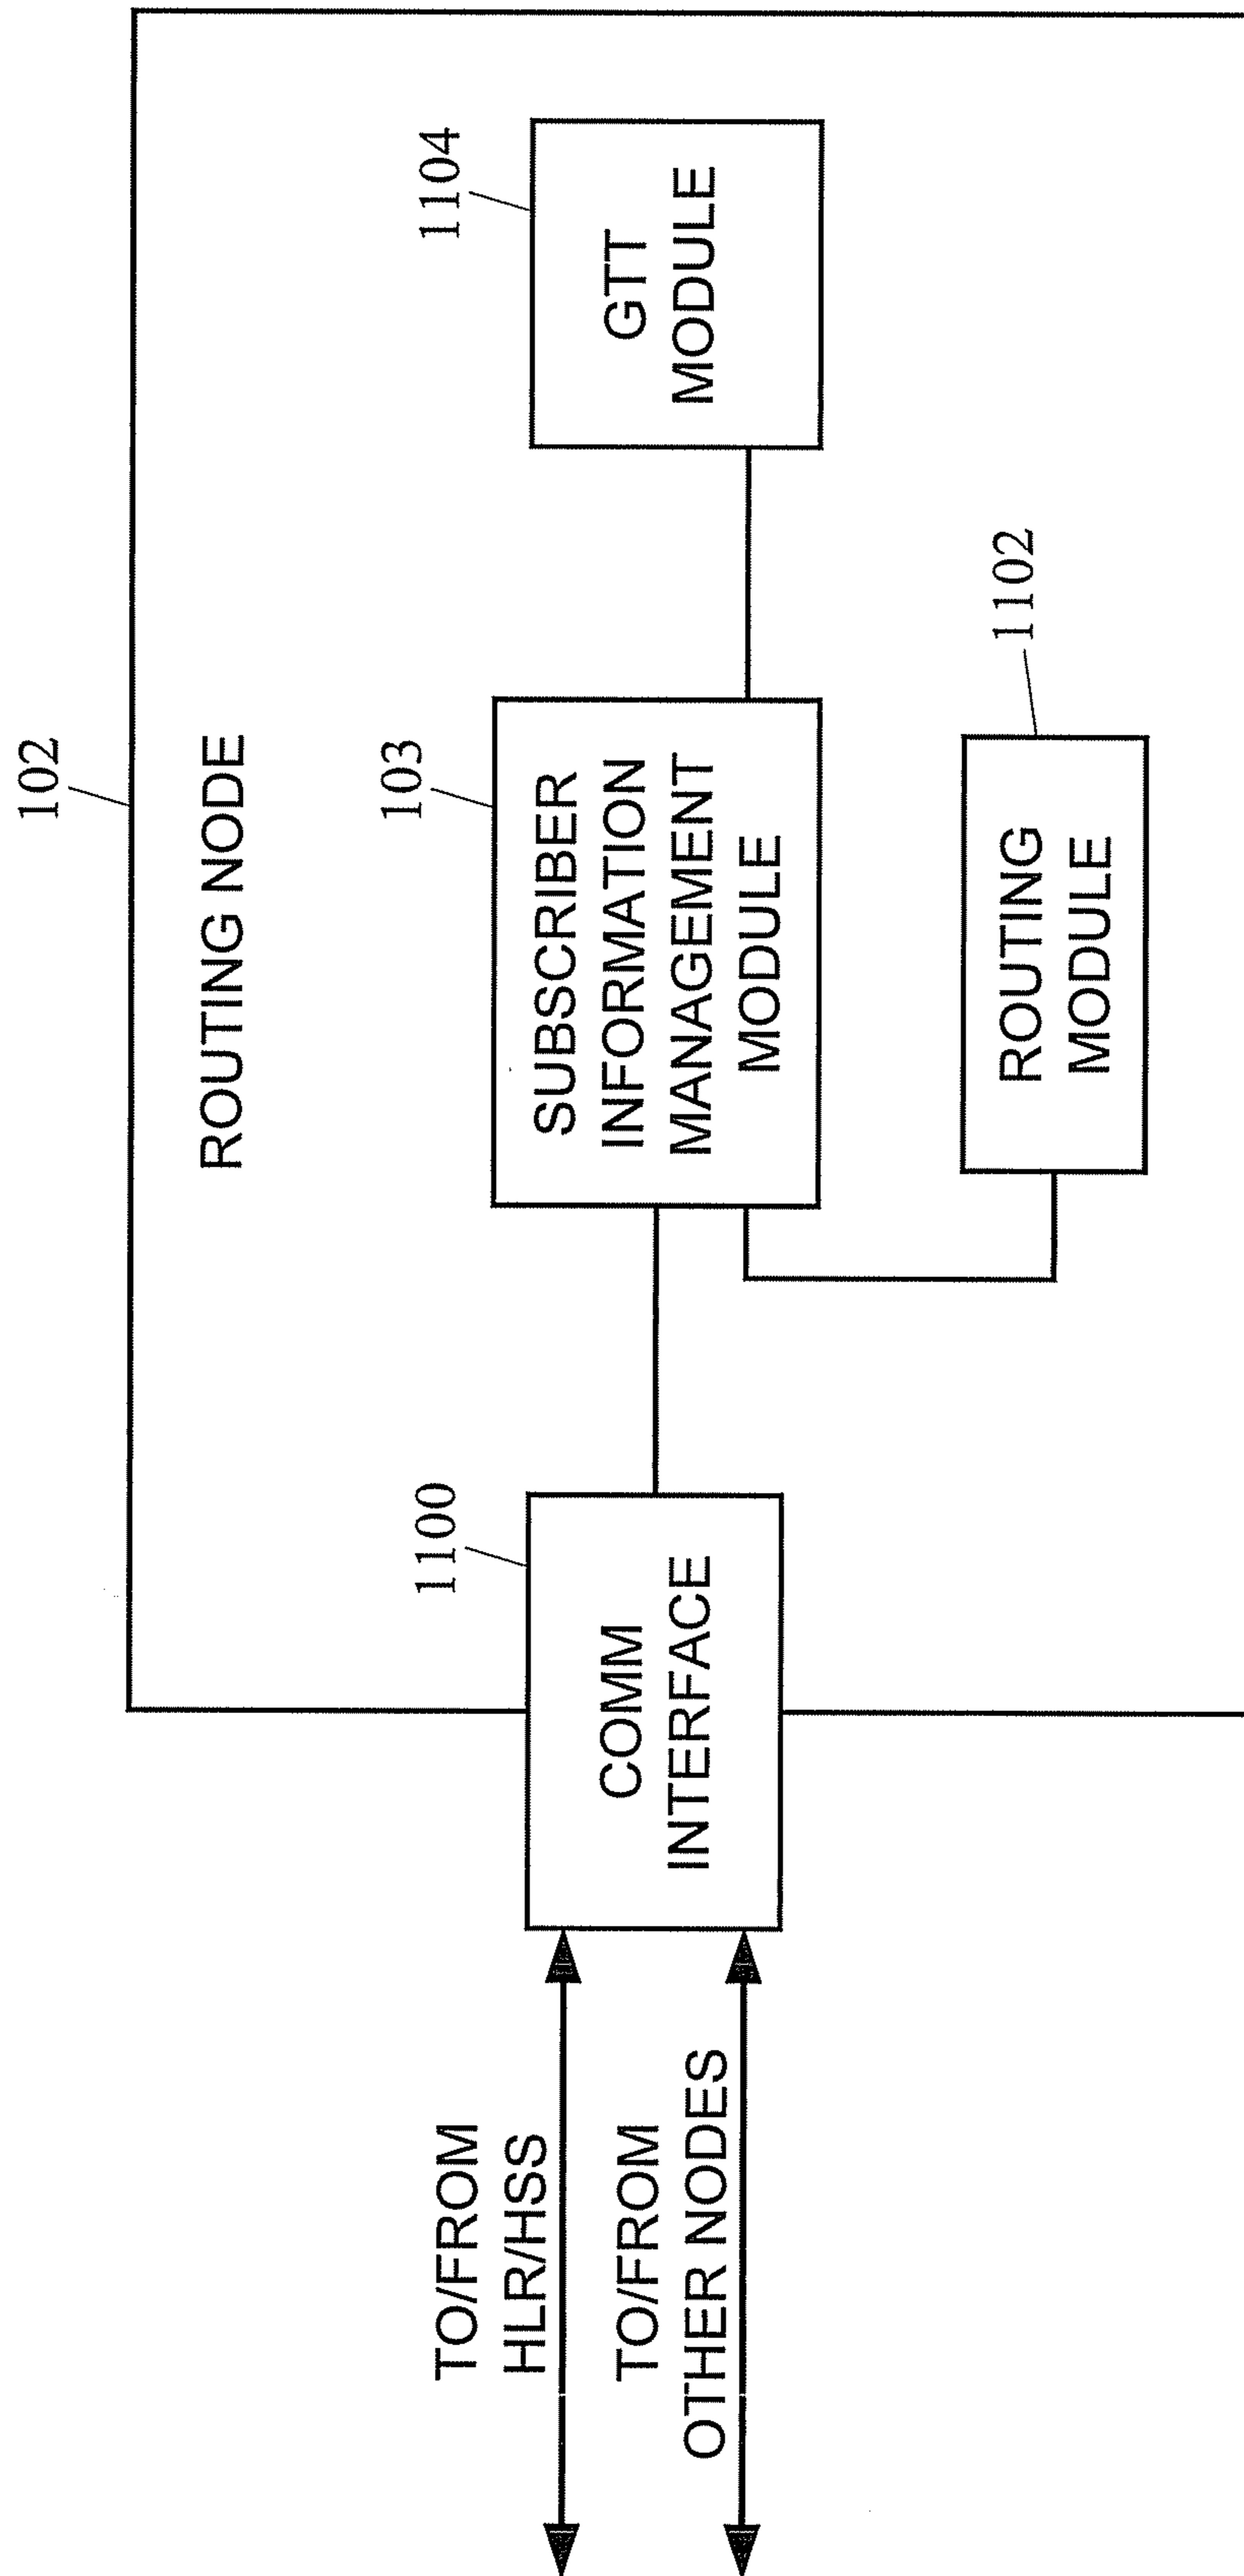 102
ROUTING NODE
1100
COMM
INTERFACE
TO/FROM
HLR/HSS
TO/FROM
OTHER NODES
103
SUBSCRIBER
INFORMATION
MANAGEMENT
MODULE
1104
GTT
MODULE
1102
ROUTING
MODULE